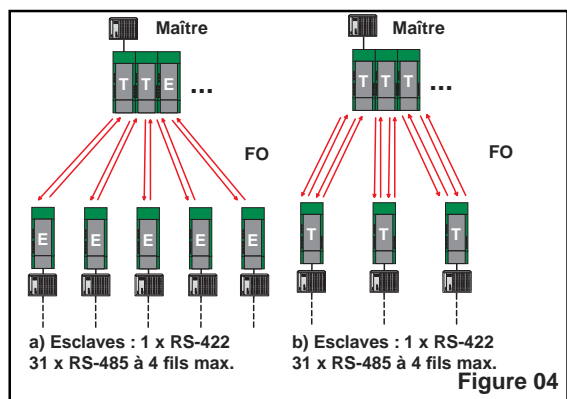 Maître
Maître
T T E ...
T T T ...
FO
FO
E E E E E
T T T
a) Esclaves : 1 x RS-422
31 x RS-485 à 4 fils max.
b) Esclaves : 1 x RS-422
31 x RS-485 à 4 fils max.
Figure 04